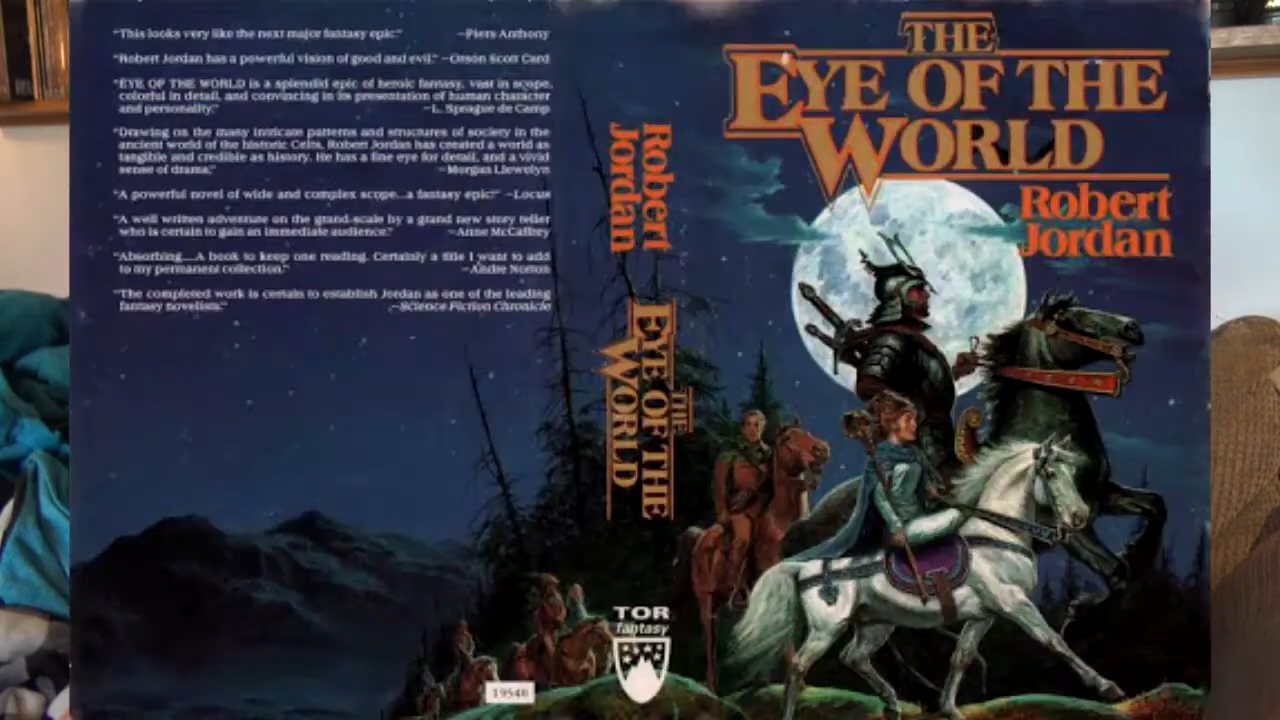 "This looks very like the next major fantasy epic." —Piers Anthony
"Robert Jordan has a powerful vision of good and evil." —Orson Scott Card
"EYE OF THE WORLD is a splendid epic of heroic fantasy, vast in scope,
colorful in detail, and convincing in its presentation of human character
and personality." —L. Sprague de Camp
"Drawing on the many intricate patterns and structures of society in the
ancient world of the historic Celts, Robert Jordan has created a world as
tangible and credible as history. He has a fine eye for detail, and a vivid
sense of drama." —Morgan Llewelyn
"A powerful novel of wide and complex scope...a fantasy epic!" —Locus
"A well written adventure on the grand scale by a grand new story teller
who is certain to gain an immediate audience." —Anne McCaffrey
"Absorbing....A book to keep one reading. Certainly a title I want to add
to my permanent collection." —Andre Norton
"The completed work is certain to establish Jordan as one of the leading
fantasy novelists." —Science Fiction Chronicle
19548
Robert
Jordan
THE
EYE OF THE
WORLD
TOR
fantasy
THE
EYE OF THE
WORLD
Robert
Jordan